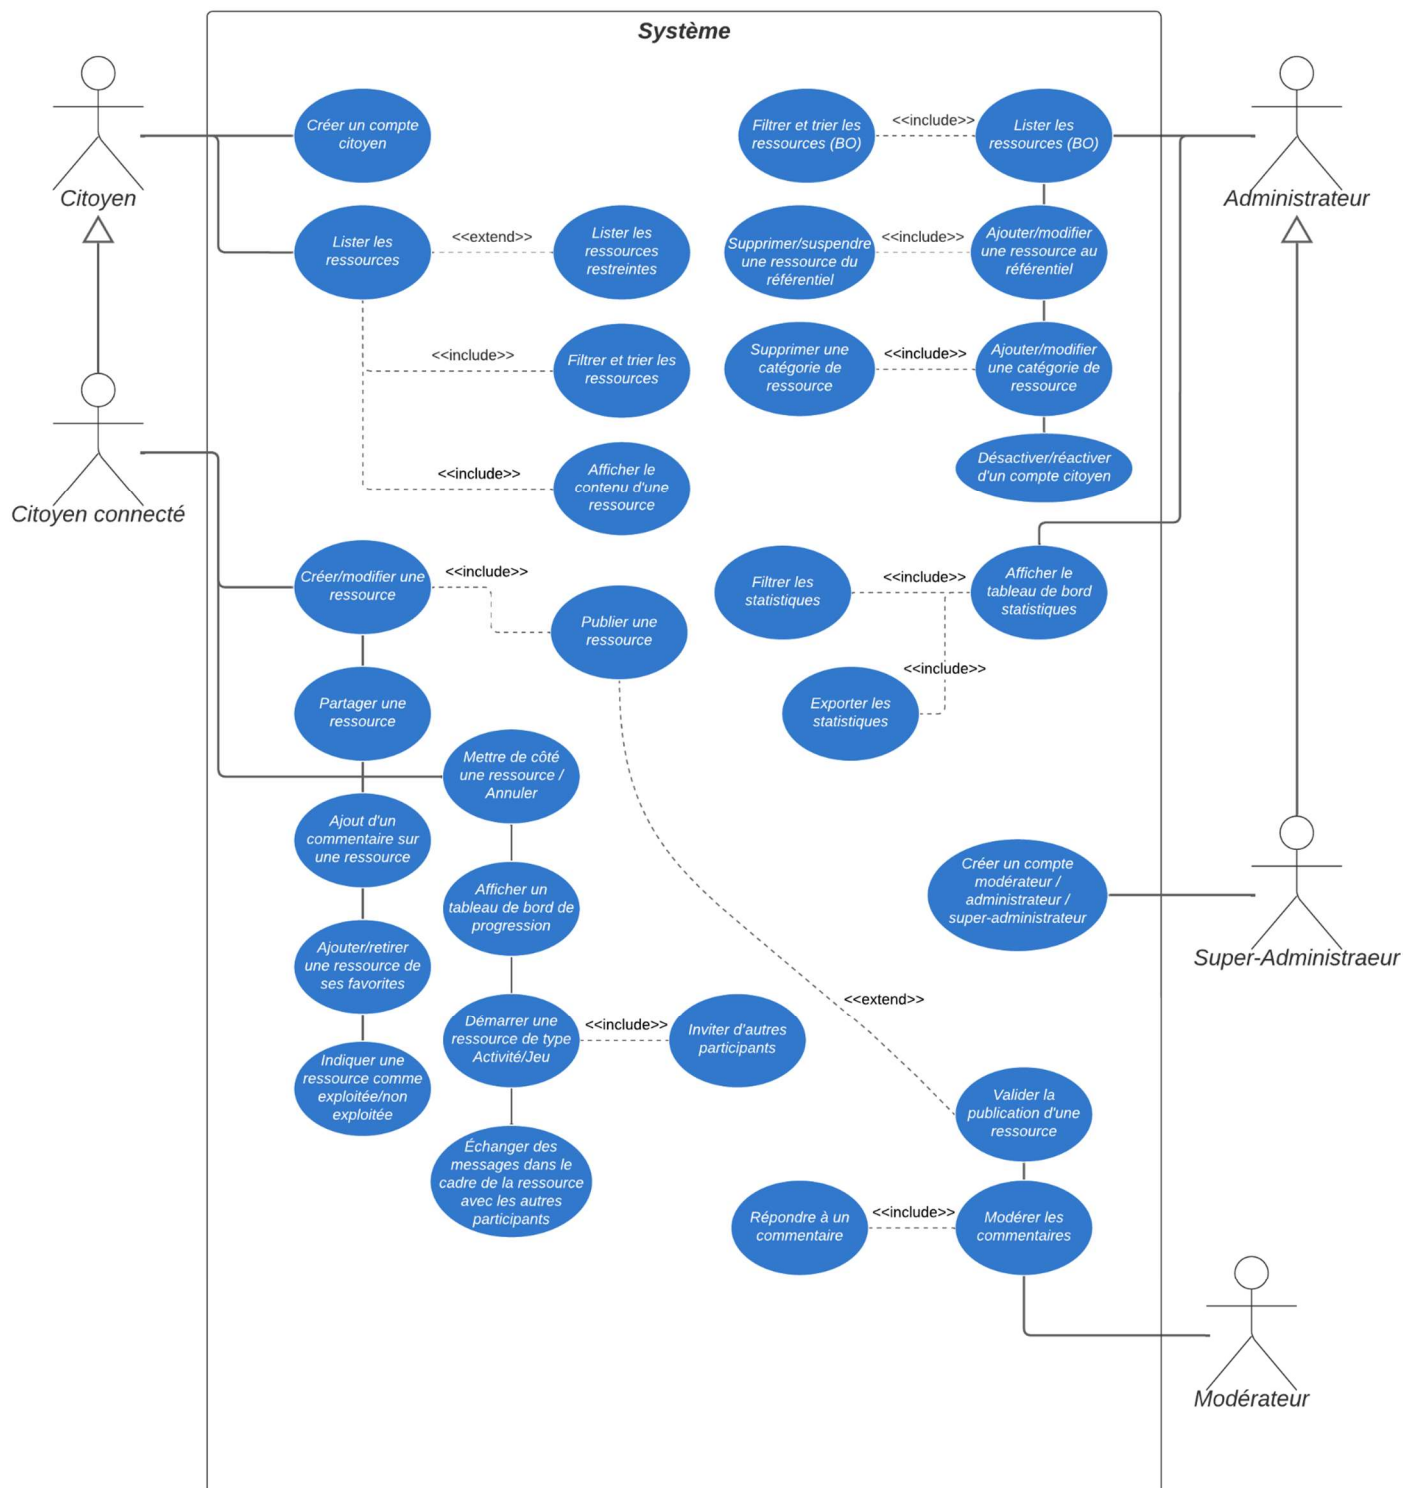 Système
Citoyen
Citoyen connecté
Administrateur
Super-Administraeur
Modérateur
Créer un compte
citoyen
Lister les
ressources
<<extend>>
Lister les
ressources
restreintes
<<include>>
Filtrer et trier les
ressources
<<include>>
Afficher le
contenu d'une
ressource
Créer/modifier une
ressource
<<include>>
Publier une
ressource
Partager une
ressource
Mettre de côté
une ressource /
Annuler
Ajout d'un
commentaire sur
une ressource
Afficher un
tableau de bord de
progression
Ajouter/retirer
une ressource de
ses favorites
Démarrer une
ressource de type
Activité/Jeu
<<include>>
Inviter d'autres
participants
Indiquer une
ressource comme
exploitée/non
exploitée
Échanger des
messages dans le
cadre de la ressource
avec les autres
participants
Filtrer et trier les
ressources (BO)
<<include>>
Lister les
ressources (BO)
Supprimer/suspendre
une ressource du
référentiel
<<include>>
Ajouter/modifier
une ressource au
référentiel
Supprimer une
catégorie de
ressource
<<include>>
Ajouter/modifier
une catégorie de
ressource
Désactiver/réactiver
d'un compte citoyen
Filtrer les
statistiques
<<include>>
Afficher le
tableau de bord
statistiques
<<include>>
Exporter les
statistiques
Créer un compte
modérateur /
administrateur /
super-administrateur
<<extend>>
Valider la
publication d'une
ressource
Répondre à un
commentaire
<<include>>
Modérer les
commentaires